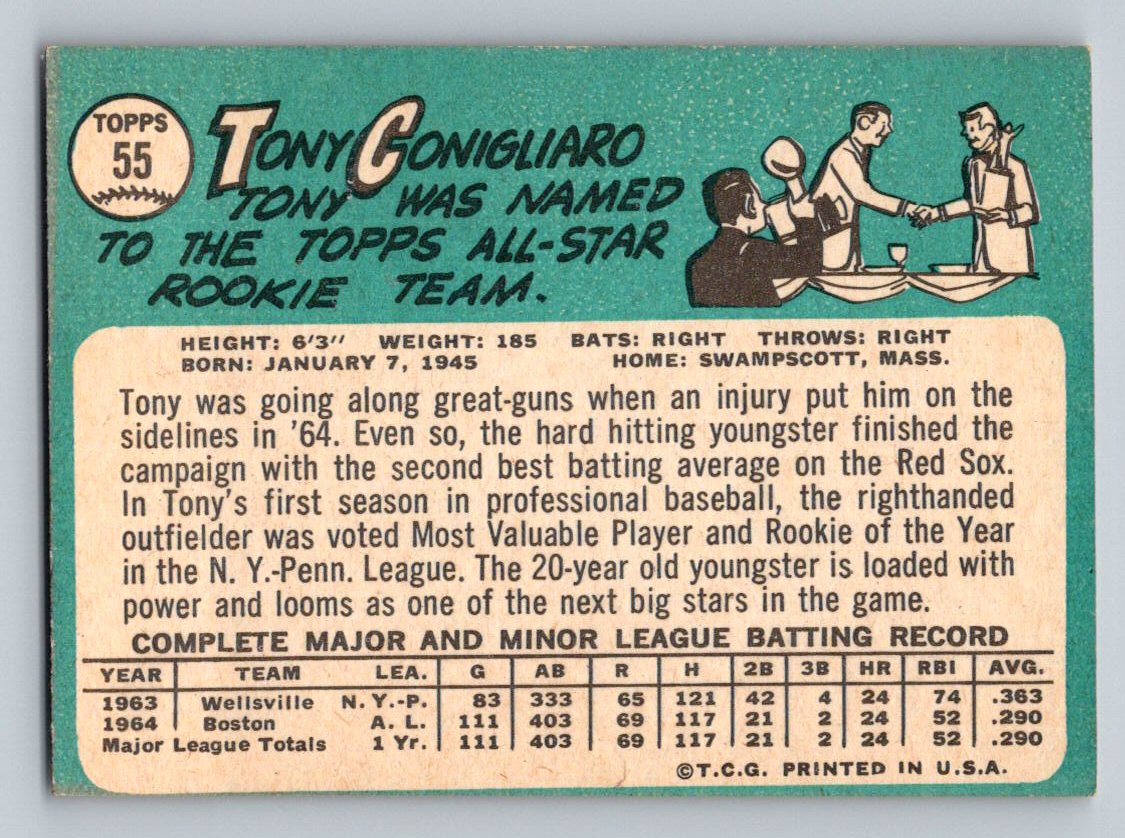 TOPPS
55
TONY CONIGLIARO
TONY WAS NAMED
TO THE TOPPS ALL-STAR
ROOKIE TEAM.
HEIGHT: 6'3" WEIGHT: 185 BATS: RIGHT THROWS: RIGHT
BORN: JANUARY 7, 1945 HOME: SWAMPSCOTT, MASS.
Tony was going along great-guns when an injury put him on the
sidelines in '64. Even so, the hard hitting youngster finished the
campaign with the second best batting average on the Red Sox.
In Tony's first season in professional baseball, the righthanded
outfielder was voted Most Valuable Player and Rookie of the Year
in the N. Y.-Penn. League. The 20-year old youngster is loaded with
power and looms as one of the next big stars in the game.
COMPLETE MAJOR AND MINOR LEAGUE BATTING RECORD
YEAR TEAM LEA. G AB R H 2B 3B HR RBI AVG.
1963 Wellsville N.Y.-P. 83 333 65 121 42 4 24 74 .363
1964 Boston A. L. 111 403 69 117 21 2 24 52 .290
Major League Totals 1 Yr. 111 403 69 117 21 2 24 52 .290
©T.C.G. PRINTED IN U.S.A.